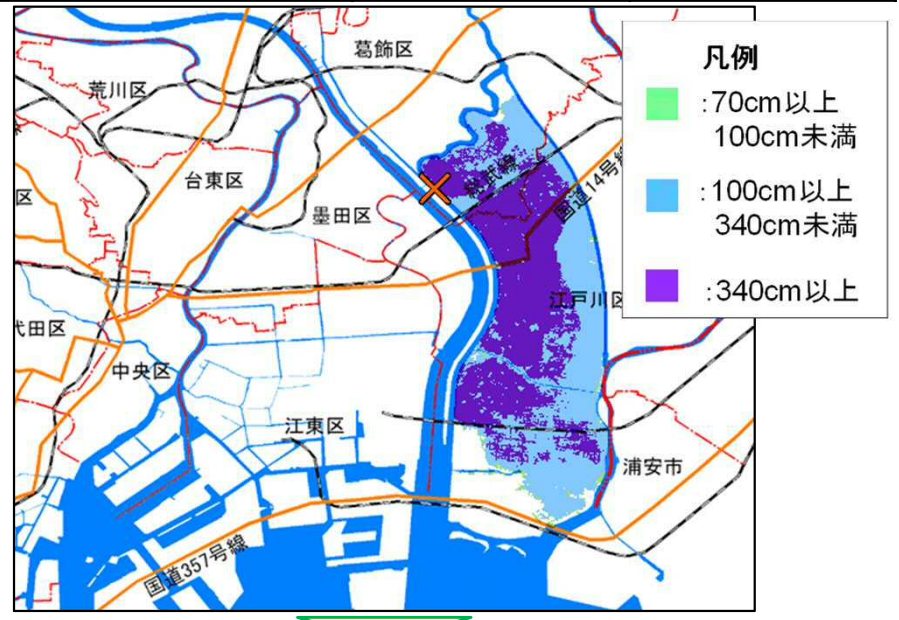 葛飾区
荒川区
台東区
区
墨田区
総武線
国道14号線
江戸川区
代田区
中央区
江東区
浦安市
国道357号線
凡例
:70cm以上
100cm未満
:100cm以上
340cm未満
:340cm以上